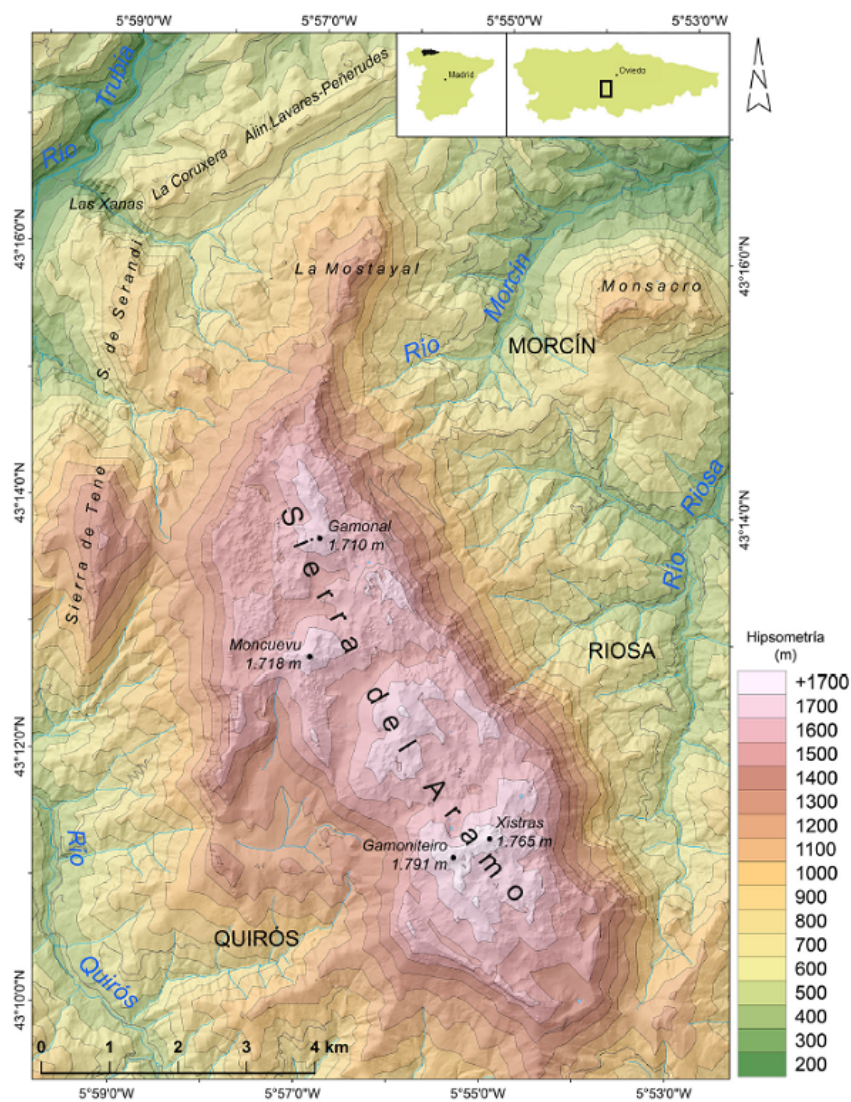 5°59'0"W
5°57'0"W
5°55'0"W
5°53'0"W
Madrid
Oviedo
N
Río Trubia
Alin.Lavares-Peñerudes
La Coruxera
Las Xanas
43°16'0"N
43°16'0"N
S. de Serandi
La Mostayal
Monsacro
Río Morcín
MORCÍN
43°14'0"N
43°14'0"N
Sierra de Tene
Río Riosa
Sierra del Aramo
Gamonal
1.710 m
Moncuevu
1.718 m
RIOSA
43°12'0"N
43°12'0"N
Xistras
1.765 m
Gamoniteiro
1.791 m
Río Quirós
QUIRÓS
43°10'0"N
0 1 2 3 4 km
5°59'0"W
5°57'0"W
5°55'0"W
5°53'0"W
Hipsometría
(m)
+1700
1700
1600
1500
1400
1300
1200
1100
1000
900
800
700
600
500
400
300
200